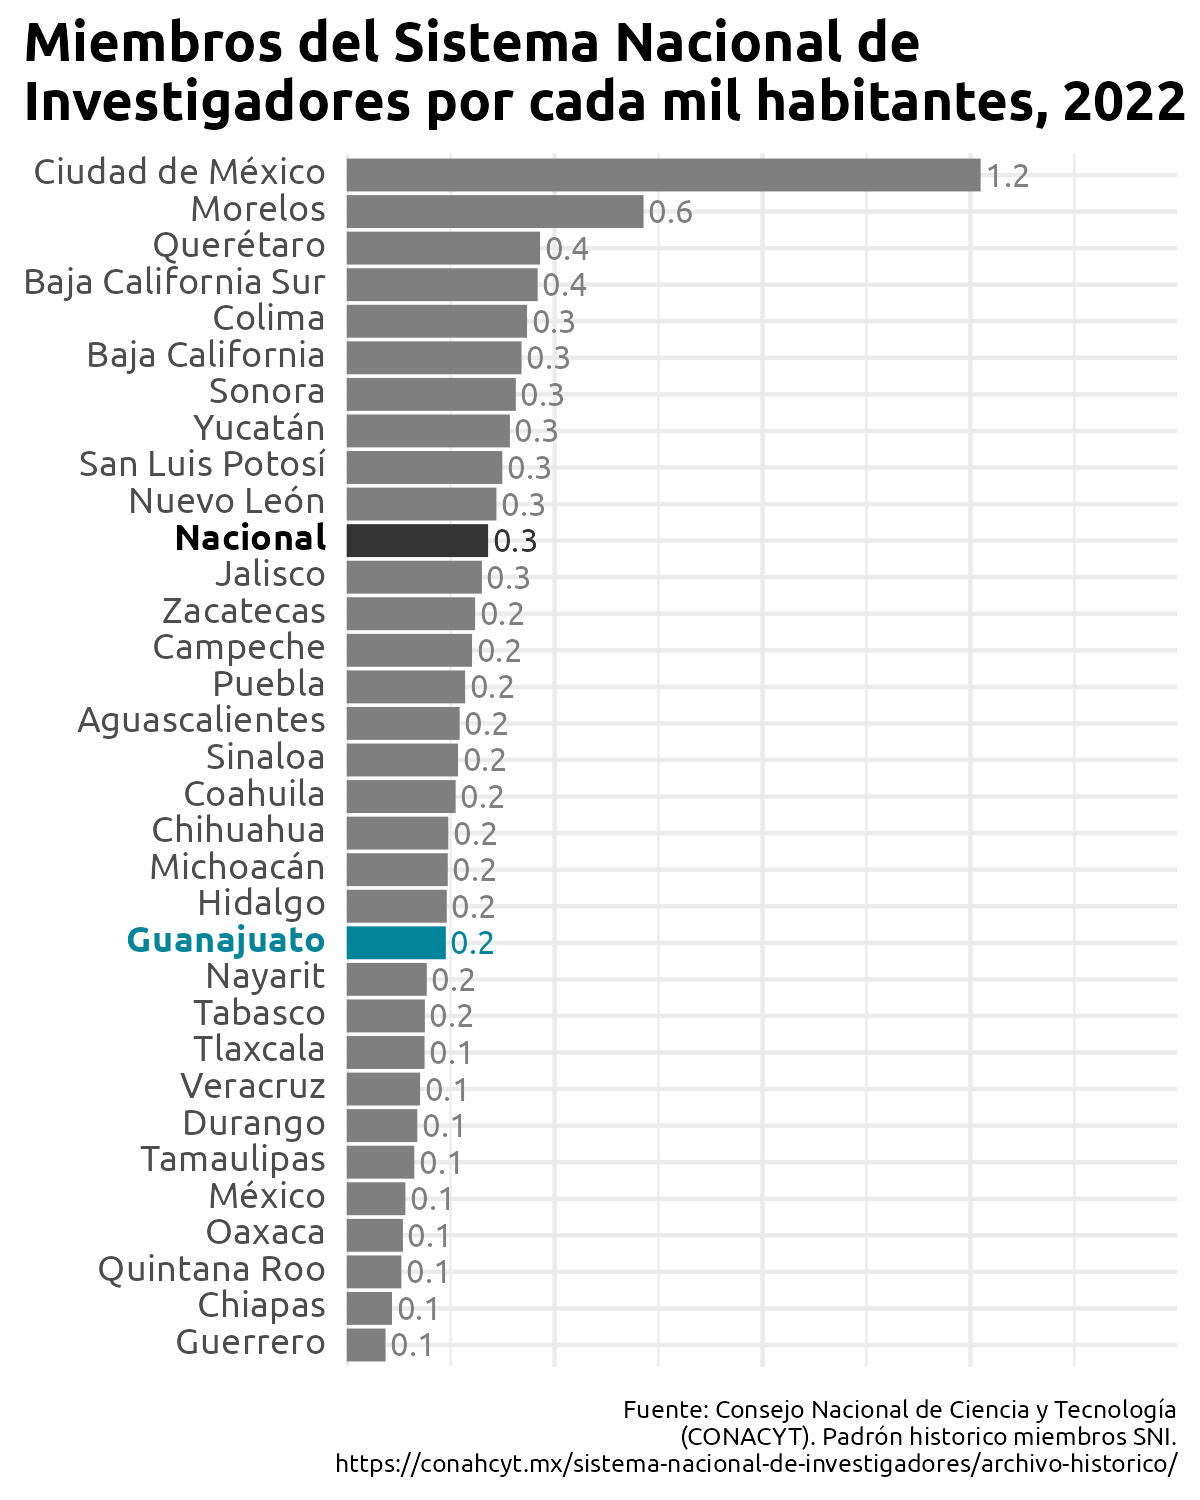 Miembros del Sistema Nacional de
Investigadores por cada mil habitantes, 2022
Ciudad de México 1.2
Morelos 0.6
Querétaro 0.4
Baja California Sur 0.4
Colima 0.3
Baja California 0.3
Sonora 0.3
Yucatán 0.3
San Luis Potosí 0.3
Nuevo León 0.3
Nacional 0.3
Jalisco 0.3
Zacatecas 0.2
Campeche 0.2
Puebla 0.2
Aguascalientes 0.2
Sinaloa 0.2
Coahuila 0.2
Chihuahua 0.2
Michoacán 0.2
Hidalgo 0.2
Guanajuato 0.2
Nayarit 0.2
Tabasco 0.2
Tlaxcala 0.1
Veracruz 0.1
Durango 0.1
Tamaulipas 0.1
México 0.1
Oaxaca 0.1
Quintana Roo 0.1
Chiapas 0.1
Guerrero 0.1
Fuente: Consejo Nacional de Ciencia y Tecnología
(CONACYT). Padrón historico miembros SNI.
https://conahcyt.mx/sistema-nacional-de-investigadores/archivo-historico/